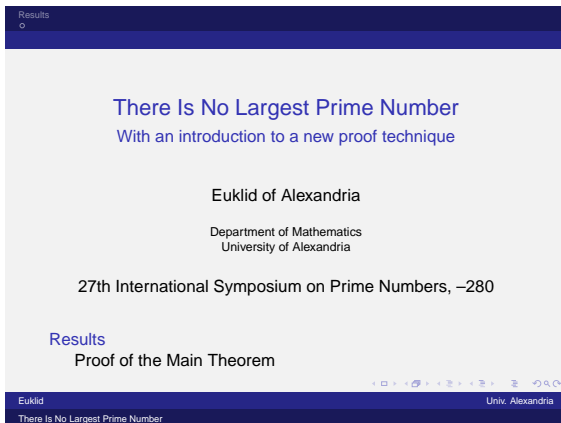 Results
There Is No Largest Prime Number
With an introduction to a new proof technique
Euklid of Alexandria
Department of Mathematics
University of Alexandria
27th International Symposium on Prime Numbers, –280
Results
Proof of the Main Theorem
Euklid Univ. Alexandria
There Is No Largest Prime Number